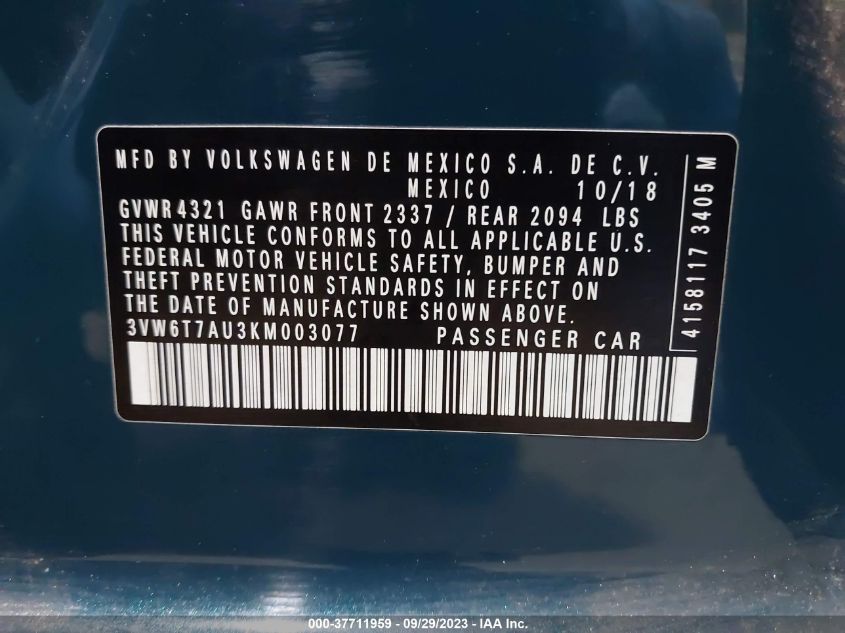 MFD BY VOLKSWAGEN DE MEXICO S.A. DE C.V.
MEXICO 10/18
GVWR 4321 GAWR FRONT 2337 / REAR 2094 LBS
THIS VEHICLE CONFORMS TO ALL APPLICABLE U.S.
FEDERAL MOTOR VEHICLE SAFETY, BUMPER AND
THEFT PREVENTION STANDARDS IN EFFECT ON
THE DATE OF MANUFACTURE SHOWN ABOVE.
3VW6T7AU3KM003077 PASSENGER CAR
4158117 3405 M
000-37711959 - 09/29/2023 - IAA Inc.